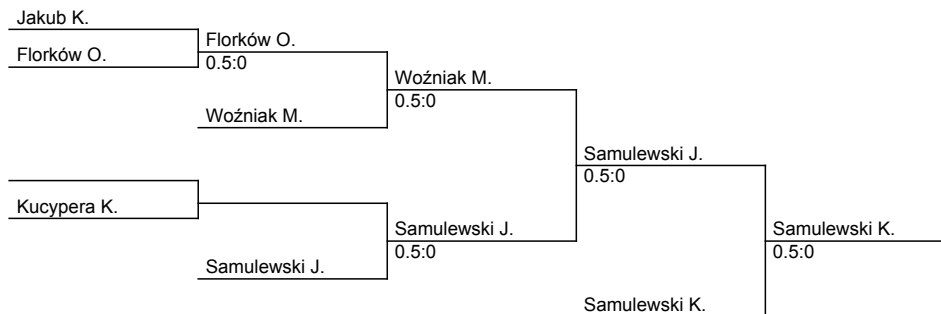 Jakub K.
Florków O.
Florków O.
0.5:0
Woźniak M.
Woźniak M.
0.5:0
Kucypera K.
Samulewski J.
Samulewski J.
0.5:0
Samulewski J.
0.5:0
Samulewski K.
Samulewski K.
0.5:0